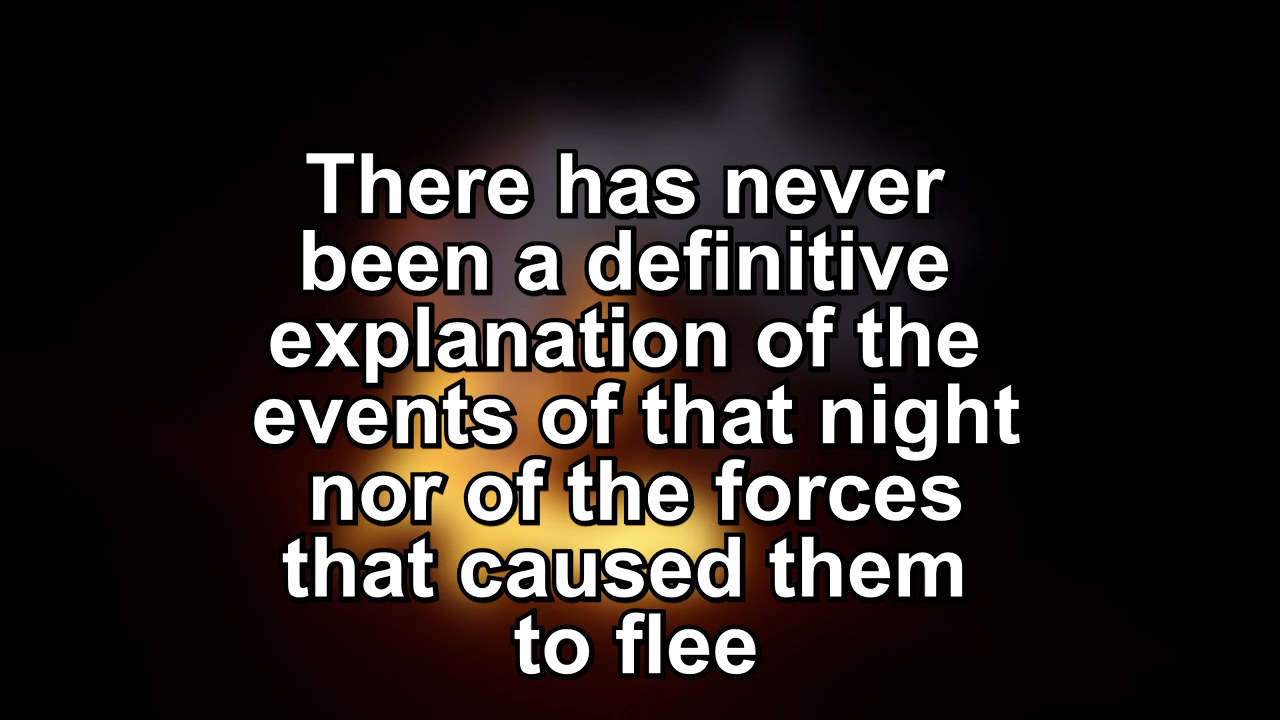 There has never
been a definitive
explanation of the
events of that night
nor of the forces
that caused them
to flee